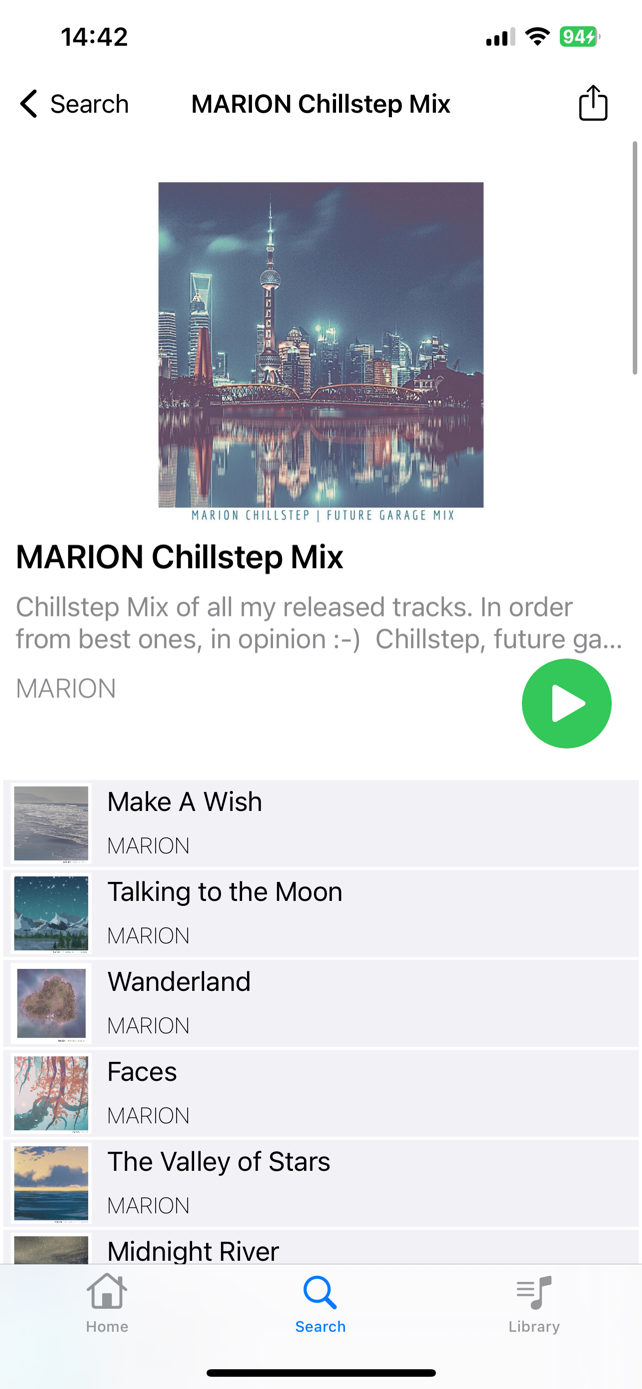 14:42
94
Search
MARION Chillstep Mix
MARION CHILLSTEP | FUTURE GARAGE MIX
MARION Chillstep Mix
Chillstep Mix of all my released tracks. In order
from best ones, in opinion :-)  Chillstep, future ga...
MARION
Make A Wish
MARION
Talking to the Moon
MARION
Wanderland
MARION
Faces
MARION
The Valley of Stars
MARION
Midnight River
Home
Search
Library